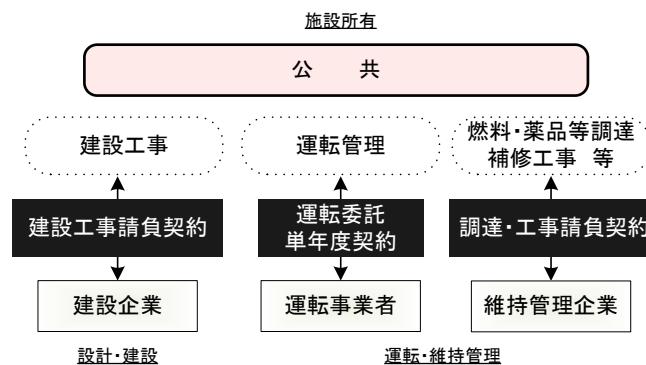 施設所有
公　共
建設工事
運転管理
燃料・薬品等調達
補修工事 等
建設工事請負契約
運転委託
単年度契約
調達・工事請負契約
建設企業
運転事業者
維持管理企業
設計・建設
運転・維持管理